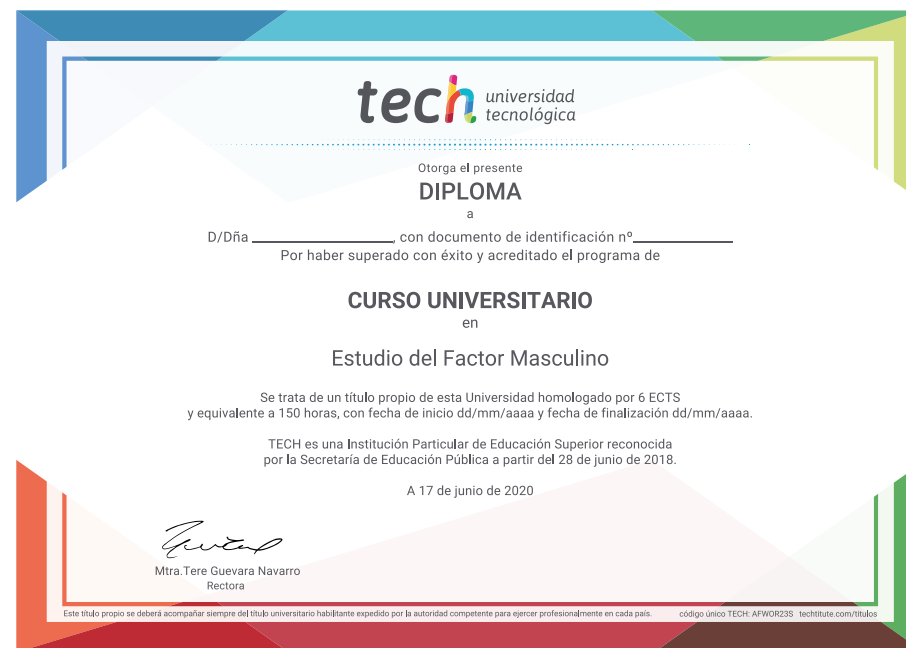 tech universidad
tecnológica
Otorga el presente
DIPLOMA
a
D/Dña ____________________, con documento de identificación nº______________
Por haber superado con éxito y acreditado el programa de
CURSO UNIVERSITARIO
en
Estudio del Factor Masculino
Se trata de un título propio de esta Universidad homologado por 6 ECTS
y equivalente a 150 horas, con fecha de inicio dd/mm/aaaa y fecha de finalización dd/mm/aaaa.
TECH es una Institución Particular de Educación Superior reconocida
por la Secretaría de Educación Pública a partir del 28 de junio de 2018.
A 17 de junio de 2020
Mtra.Tere Guevara Navarro
Rectora
Este título propio se deberá acompañar siempre del título universitario habilitante expedido por la autoridad competente para ejercer profesionalmente en cada país. código único TECH: AFWOR23S techtitute.com/titulos